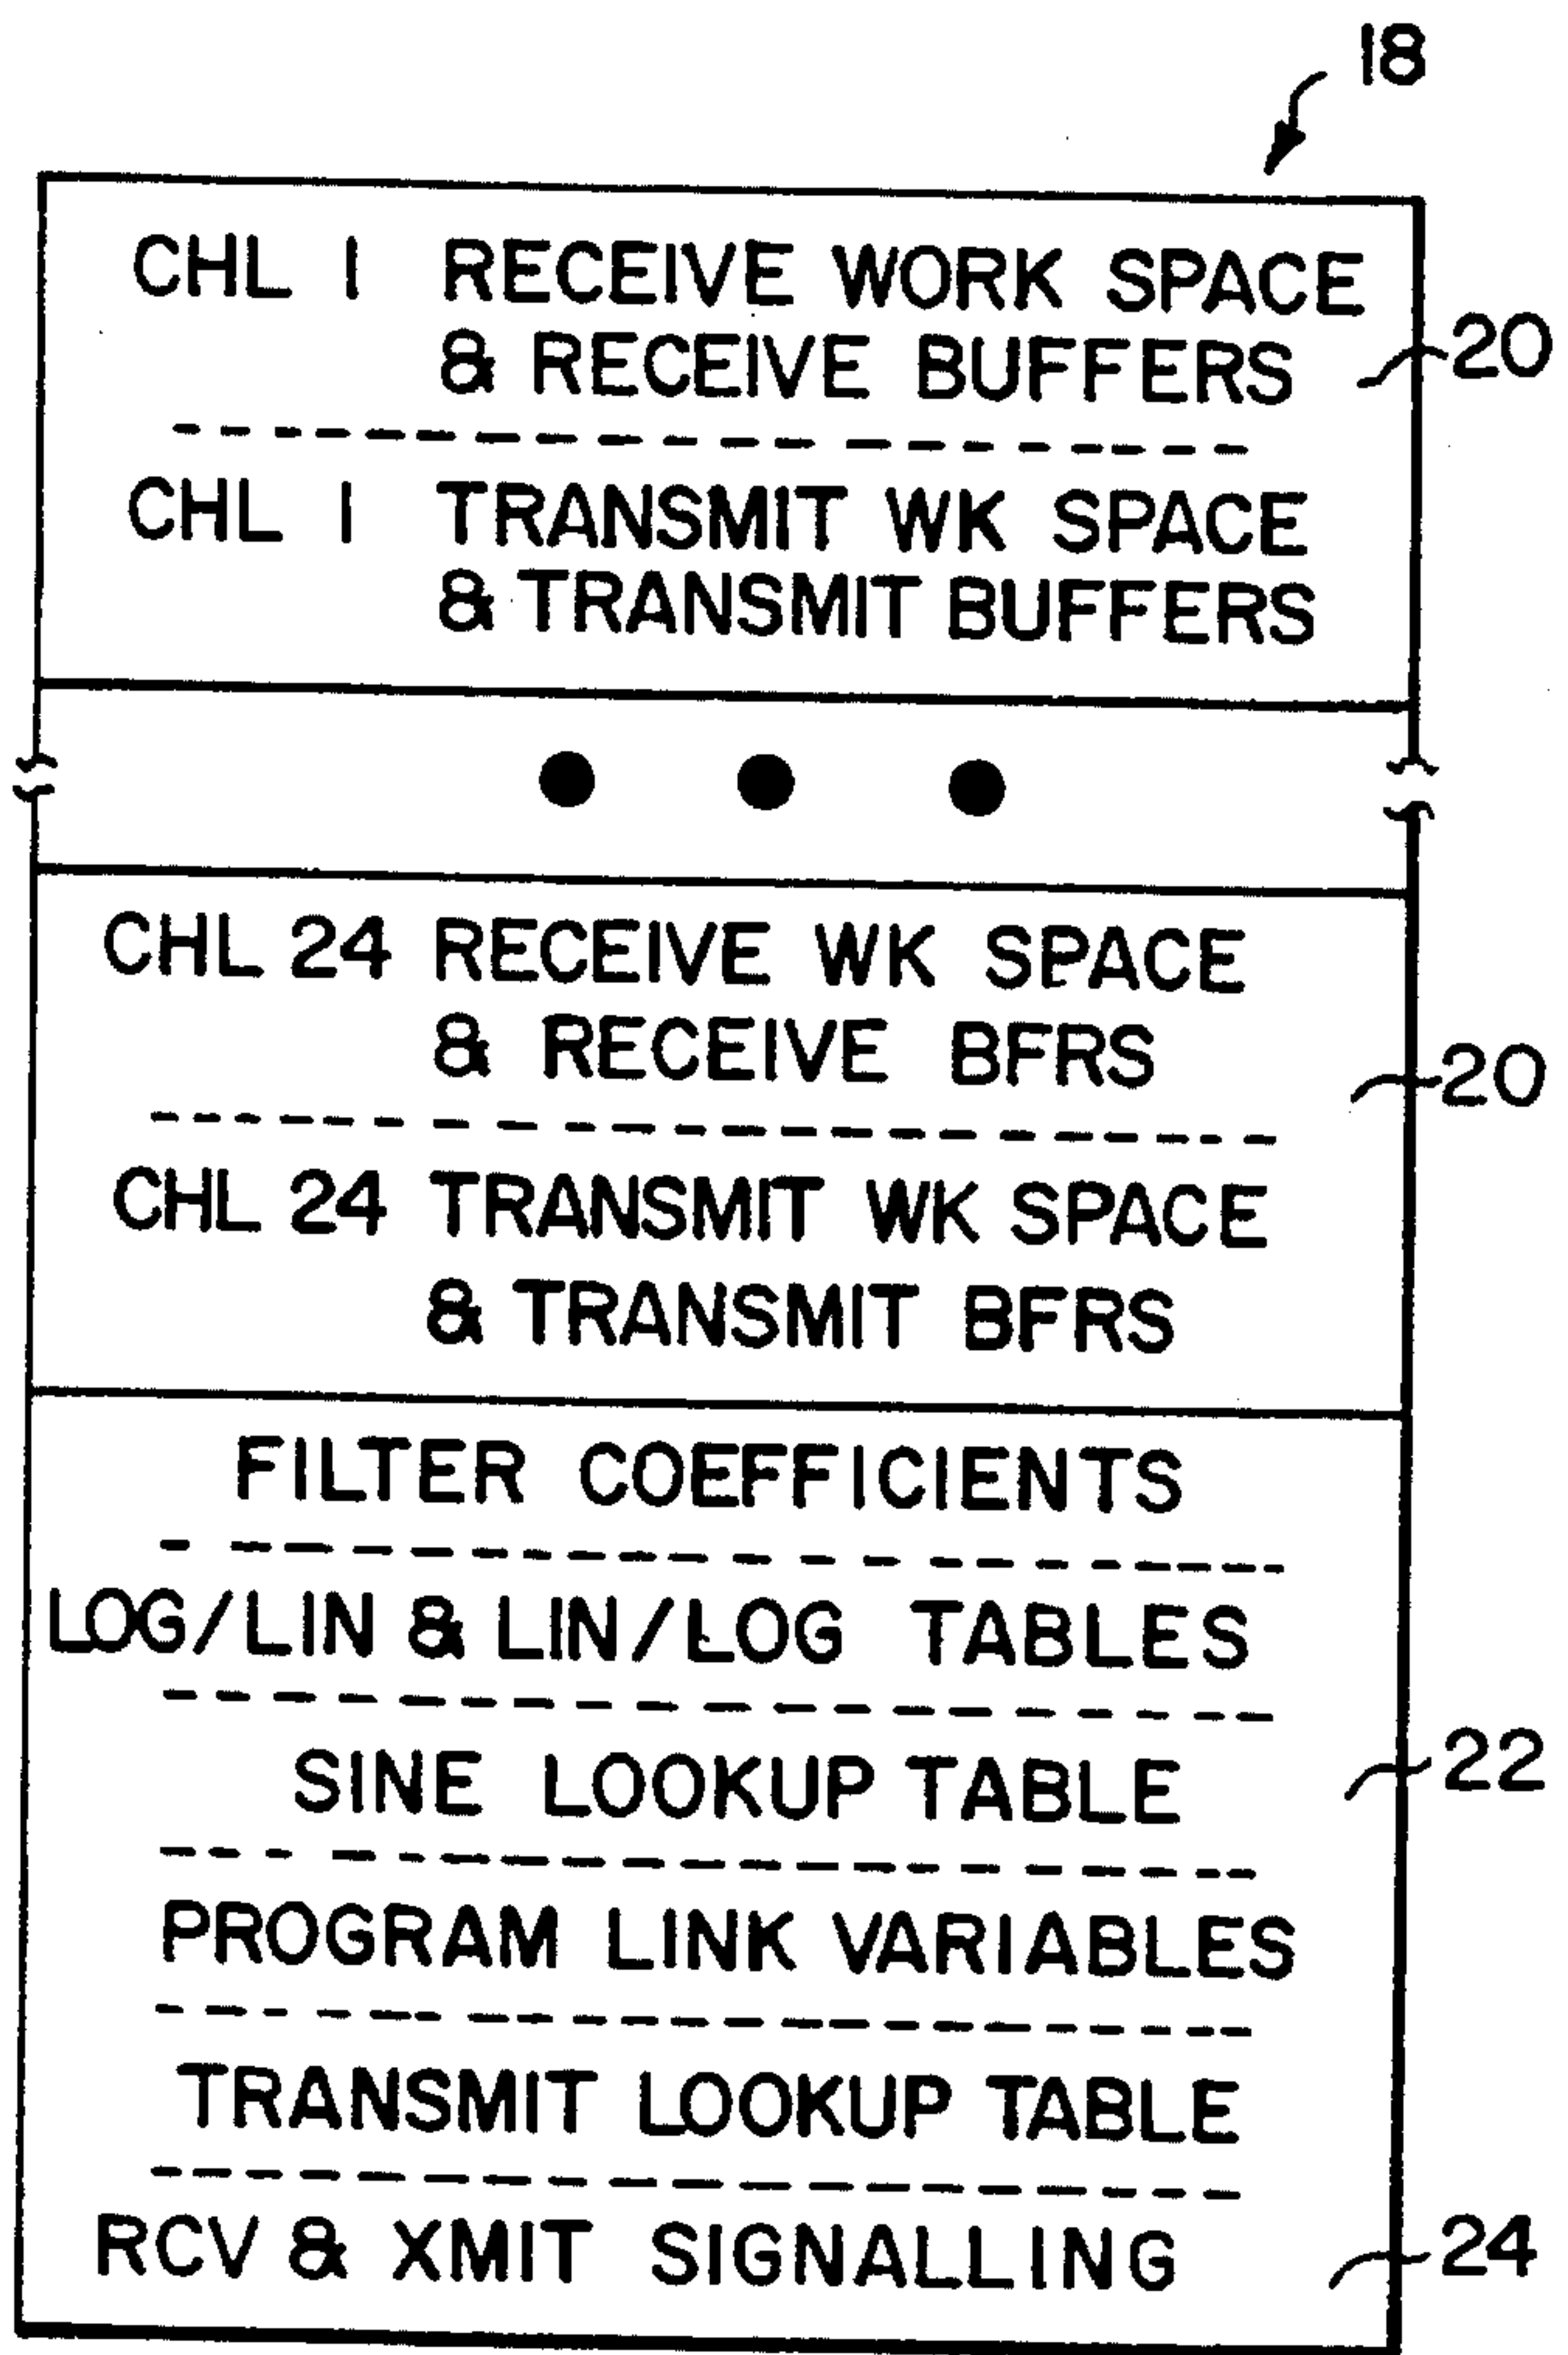 18
CHL 1 RECEIVE WORK SPACE
& RECEIVE BUFFERS
20
CHL 1 TRANSMIT WK SPACE
& TRANSMIT BUFFERS
CHL 24 RECEIVE WK SPACE
& RECEIVE BFRS
20
CHL 24 TRANSMIT WK SPACE
& TRANSMIT BFRS
FILTER COEFFICIENTS
LOG/LIN & LIN/LOG TABLES
SINE LOOKUP TABLE
22
PROGRAM LINK VARIABLES
TRANSMIT LOOKUP TABLE
RCV & XMIT SIGNALLING
24